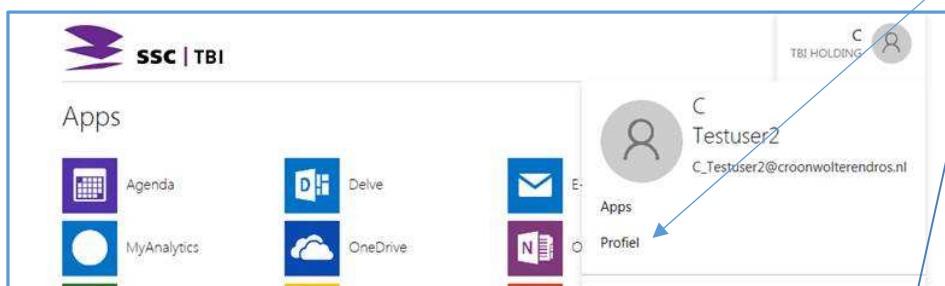 SSC | TBI
C
TBI HOLDING
Apps
C
Testuser2
C_Testuser2@croonwolterendros.nl
Agenda
Delve
E-
Apps
MyAnalytics
OneDrive
O
Profiel